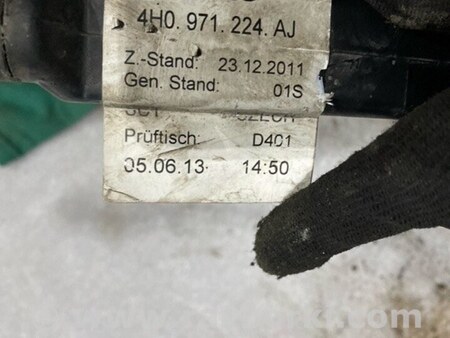 4H0. 971. 224. AJ
Z.-Stand: 23.12.2011
Gen. Stand: 01S
Prüftisch: D401
05.06.13 14:50